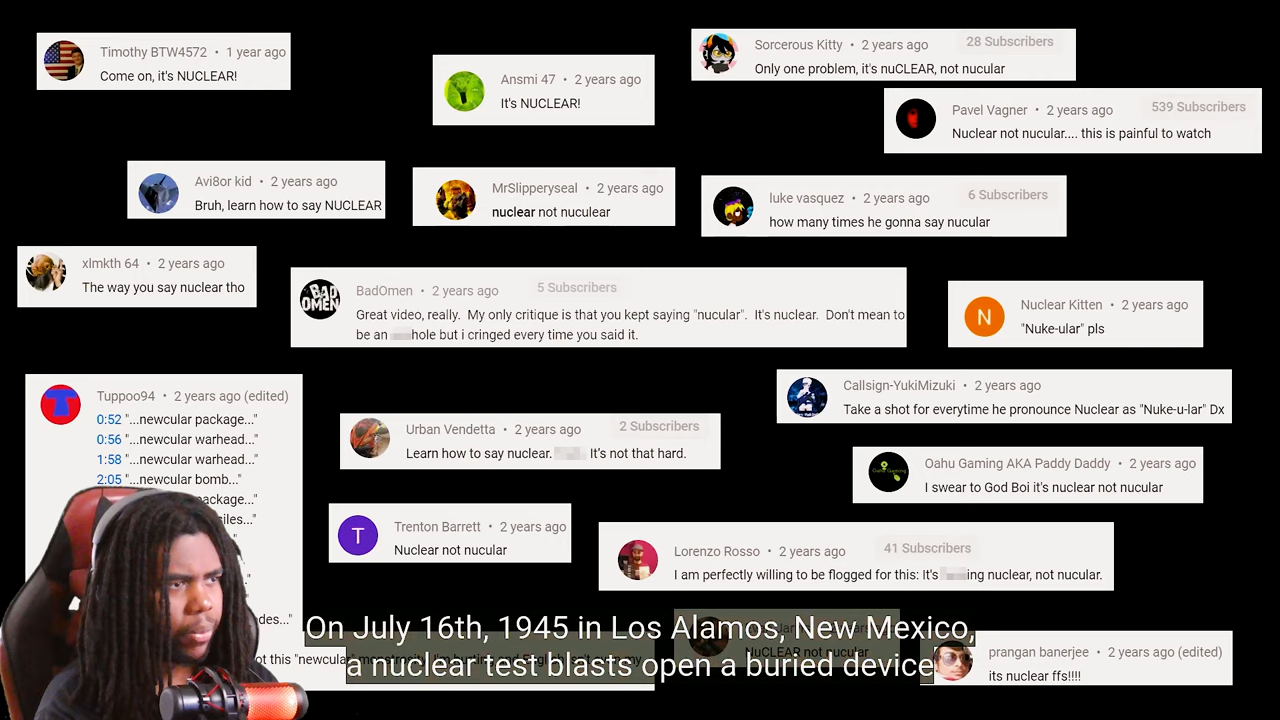 Timothy BTW4572 • 1 year ago
Come on, it's NUCLEAR!
Ansmi 47 • 2 years ago
It's NUCLEAR!
Sorcerous Kitty • 2 years ago 28 Subscribers
Only one problem, it's nuCLEAR, not nucular
Pavel Vagner • 2 years ago 539 Subscribers
Nuclear not nucular.... this is painful to watch
Avi8or kid • 2 years ago
Bruh, learn how to say NUCLEAR
MrSlipperyseal • 2 years ago
nuclear not nuculear
luke vasquez • 2 years ago 6 Subscribers
how many times he gonna say nucular
xlmkth 64 • 2 years ago
The way you say nuclear tho
BAD OMEN
BadOmen • 2 years ago 5 Subscribers
Great video, really. My only critique is that you kept saying "nucular". It's nuclear. Don't mean to
be an hole but i cringed every time you said it.
N
Nuclear Kitten • 2 years ago
"Nuke-ular" pls
Tuppoo94 • 2 years ago (edited)
0:52 "...newcular package..."
0:56 "...newcular warhead..."
1:58 "...newcular warhead..."
2:05 "...newcular bomb..."
ackage..."
siles..."
des..."
ot this "newcular"
Callsign-YukiMizuki • 2 years ago
Take a shot for everytime he pronounce Nuclear as "Nuke-u-lar" Dx
Urban Vendetta • 2 years ago 2 Subscribers
Learn how to say nuclear. It's not that hard.
Oahu Gaming AKA Paddy Daddy • 2 years ago
I swear to God Boi it's nuclear not nucular
T
Trenton Barrett • 2 years ago
Nuclear not nucular
Lorenzo Rosso • 2 years ago 41 Subscribers
I am perfectly willing to be flogged for this: It's ing nuclear, not nucular.
NuCLEAR not nucular
prangan banerjee • 2 years ago (edited)
its nuclear ffs!!!!
On July 16th, 1945 in Los Alamos, New Mexico,
a nuclear test blasts open a buried device